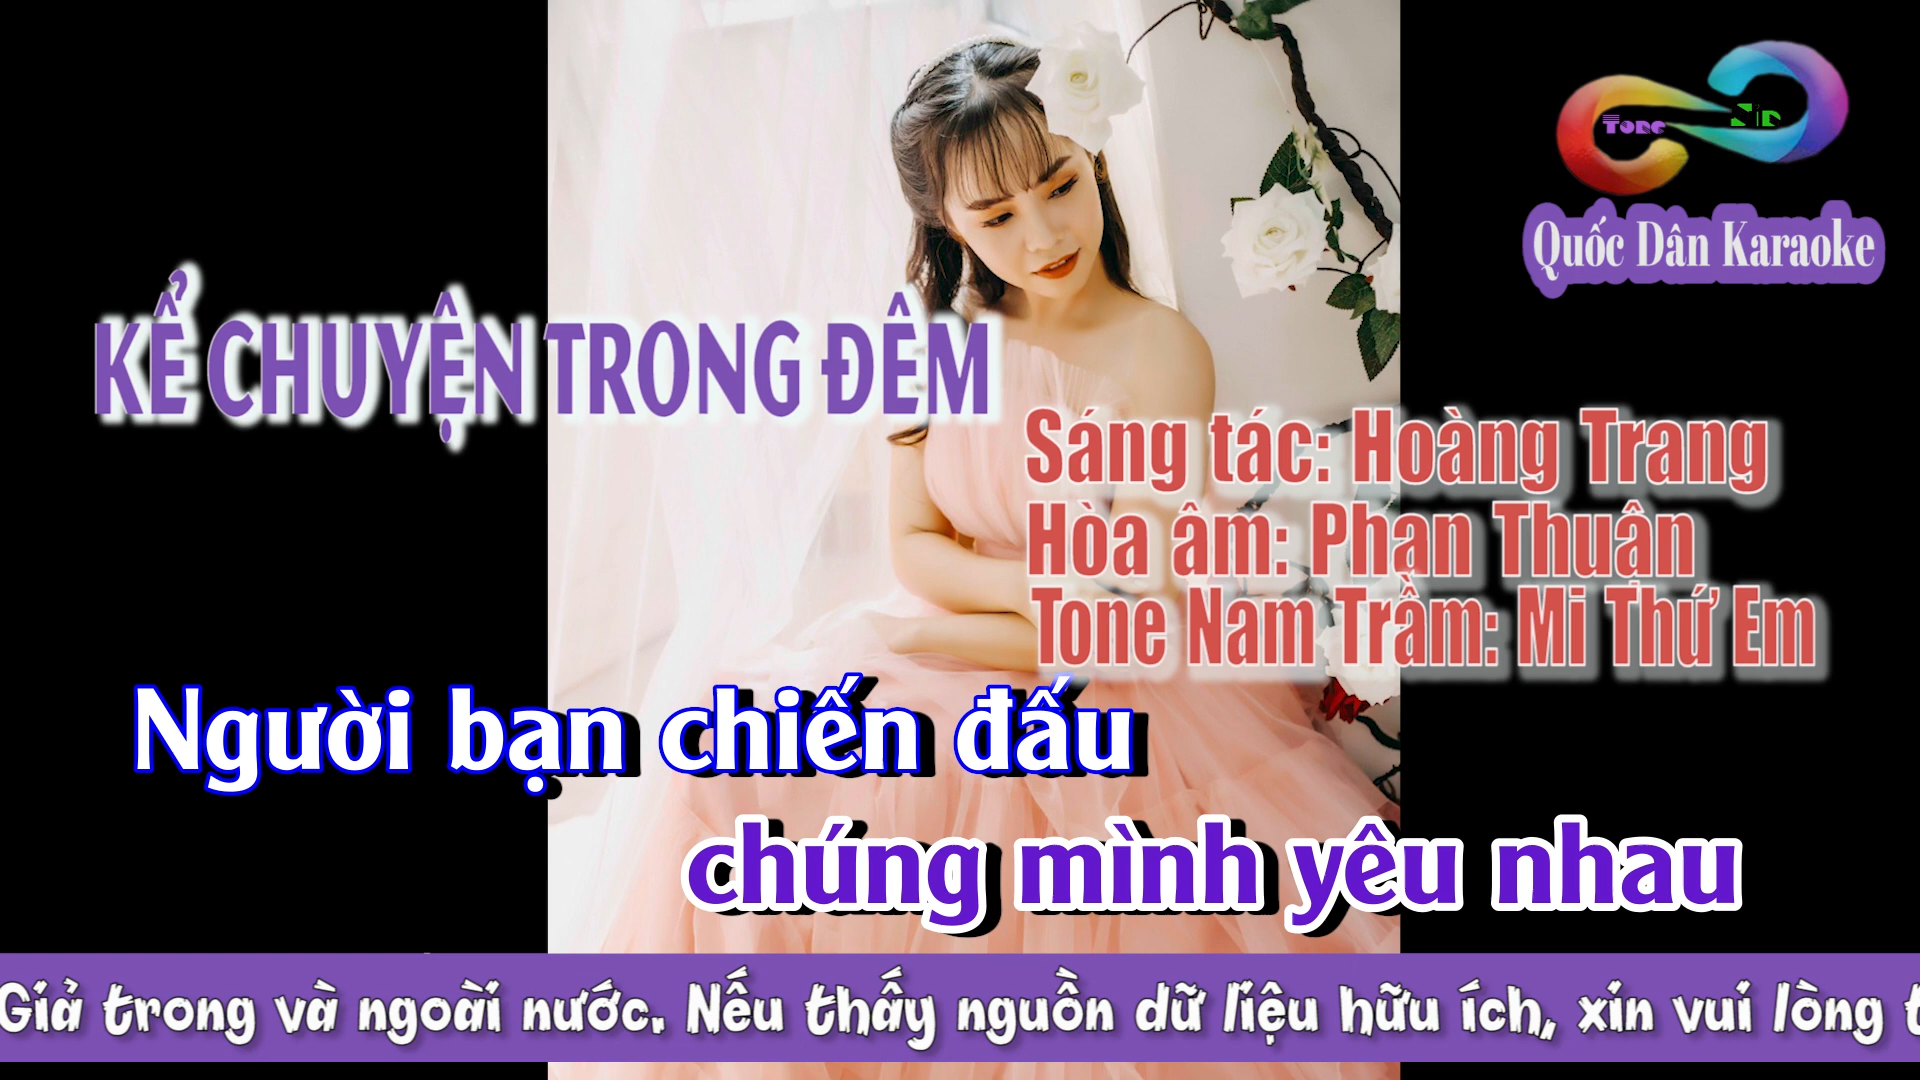 Tone
Nam
Quốc Dân Karaoke
KỂ CHUYỆN TRONG ĐÊM
Sáng tác: Hoàng Trang
Hòa âm: Phan Thuận
Tone Nam Trầm: Mi Thứ Em
Người bạn chiến đấu
chúng mình yêu nhau
Giả trong và ngoài nước. Nếu thấy nguồn dữ liệu hữu ích, xin vui lòng